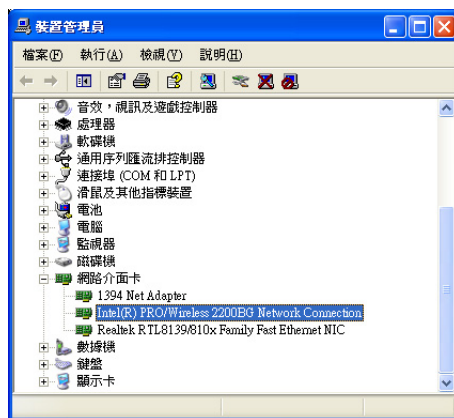 裝置管理員
檔案(F) 執行(A) 檢視(V) 說明(H)
音效，視訊及遊戲控制器
處理器
軟碟機
通用序列匯流排控制器
連接埠 (COM 和 LPT)
滑鼠及其他指標裝置
電池
電腦
監視器
磁碟機
網路介面卡
1394 Net Adapter
Intel(R) PRO/Wireless 2200BG Network Connection
Realtek RTL8139/810x Family Fast Ethernet NIC
數據機
鍵盤
顯示卡